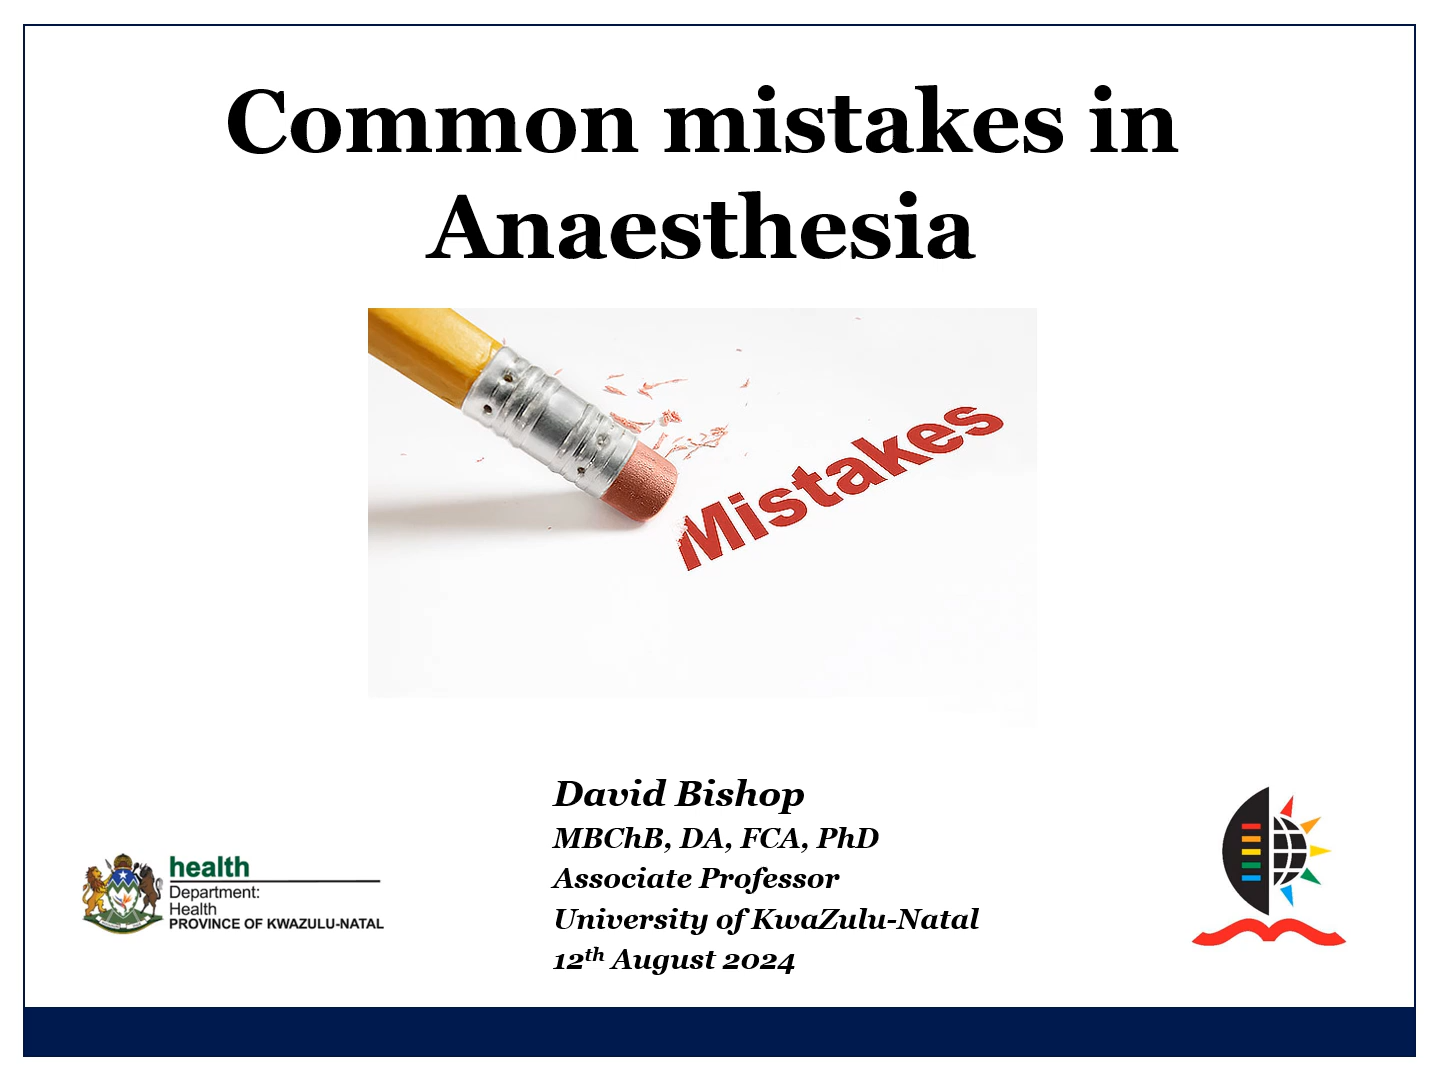 Common mistakes in
Anaesthesia
Mistakes
David Bishop
MBChB, DA, FCA, PhD
Associate Professor
University of KwaZulu-Natal
12th August 2024
health
Department:
Health
PROVINCE OF KWAZULU-NATAL